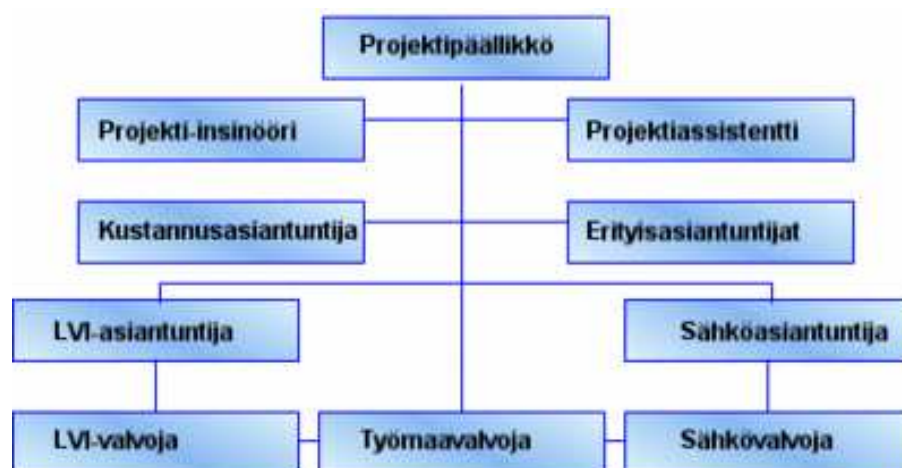 Projektipäällikkö
Projekti-insinööri
Projektiassistentti
Kustannusasiantuntija
Erityisasiantuntijat
LVI-asiantuntija
Sähköasiantuntija
LVI-valvoja
Työmaavalvoja
Sähkövalvoja